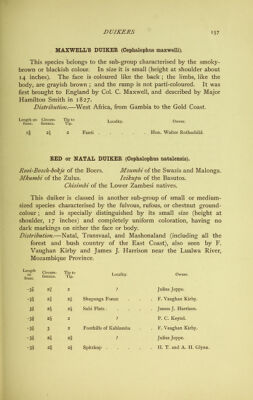 DUIKERS 157
MAXWELL'S DUIKER (Cephalophus maxwelli).
This species belongs to the sub-group characterised by the smoky-
brown or blackish colour. In size it is small (height at shoulder about
14 inches). The face is coloured like the back; the limbs, like the
body, are grayish brown; and the rump is not parti-coloured. It was
first brought to England by Col. C. Maxwell, and described by Major
Hamilton Smith in 1827.
Distribution.—West Africa, from Gambia to the Gold Coast.
Length on front. Circumference. Tip to Tip. Locality. Owner.
2 Fanti . . . . . Hon. Walter Rothschild.
RED or NATAL DUIKER (Cephalophus natalensis).
Rooi-Bosch-bokje of the Boers. Msumbi of the Swazis and Malonga.
Mkumbi of the Zulus. Irikupu of the Basutos.
Chisimbi of the Lower Zambesi natives.
This duiker is classed in another sub-group of small or medium-
sized species characterised by the fulvous, rufous, or chestnut ground-
colour; and is specially distinguished by its small size (height at
shoulder, 17 inches) and completely uniform coloration, having no
dark markings on either the face or body.
Distribution.—Natal, Transvaal, and Mashonaland (including all the
forest and bush country of the East Coast), also seen by F.
Vaughan Kirby and James J. Harrison near the Lualwa River,
Mozambique Province.
Length on front. Circumference. Tip to Tip. Locality. Owner.
2 ? Julius Jeppe.
Shupanga Forest . . . F. Vaughan Kirby.
Sabi Flats . . . . James J. Harrison.
2 ? P. C. Keytel.
3 2 Foothills of Kahlamba . . F. Vaughan Kirby.
? Julius Jeppe.
Spitzkop . . . . . H. T. and A. H. Glynn.